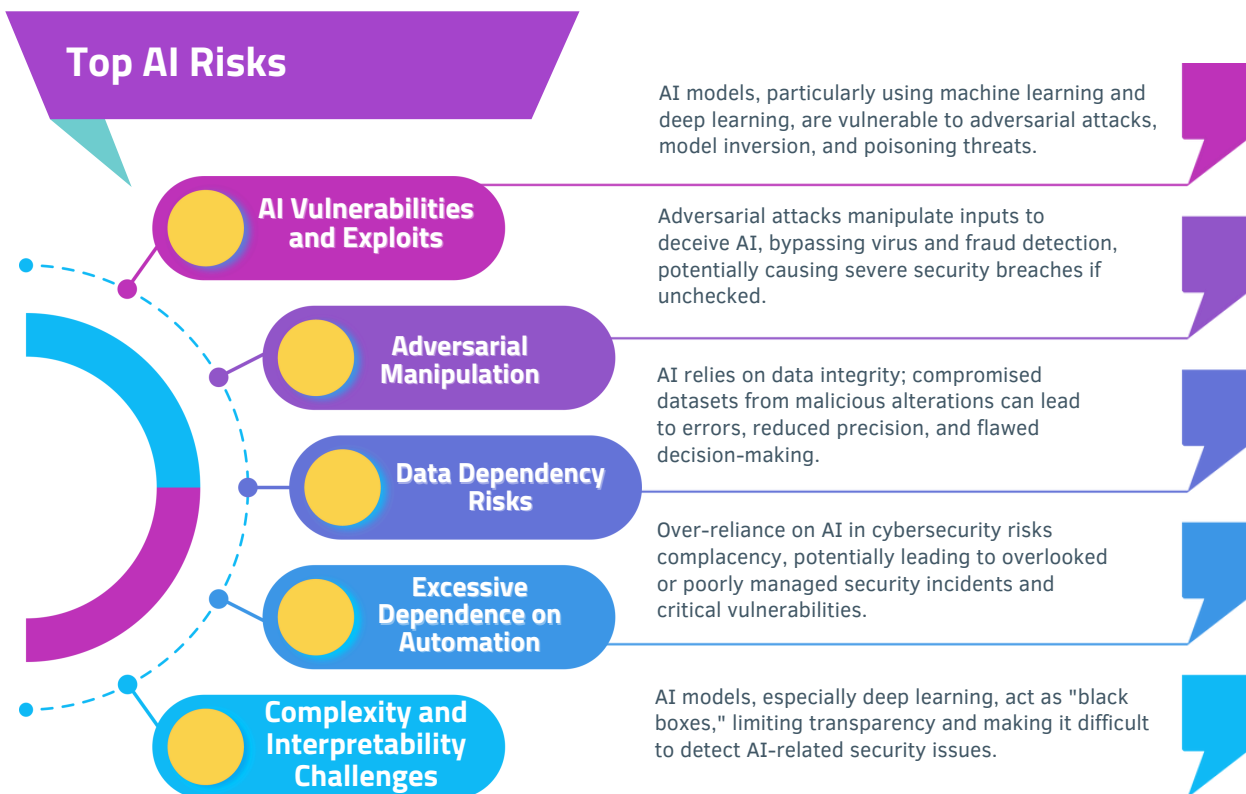 Top AI Risks
AI Vulnerabilities
and Exploits
AI models, particularly using machine learning and
deep learning, are vulnerable to adversarial attacks,
model inversion, and poisoning threats.
Adversarial
Manipulation
Adversarial attacks manipulate inputs to
deceive AI, bypassing virus and fraud detection,
potentially causing severe security breaches if
unchecked.
Data Dependency
Risks
AI relies on data integrity; compromised
datasets from malicious alterations can lead
to errors, reduced precision, and flawed
decision-making.
Excessive
Dependence on
Automation
Over-reliance on AI in cybersecurity risks
complacency, potentially leading to overlooked
or poorly managed security incidents and
critical vulnerabilities.
Complexity and
Interpretability
Challenges
AI models, especially deep learning, act as "black
boxes," limiting transparency and making it difficult
to detect AI-related security issues.